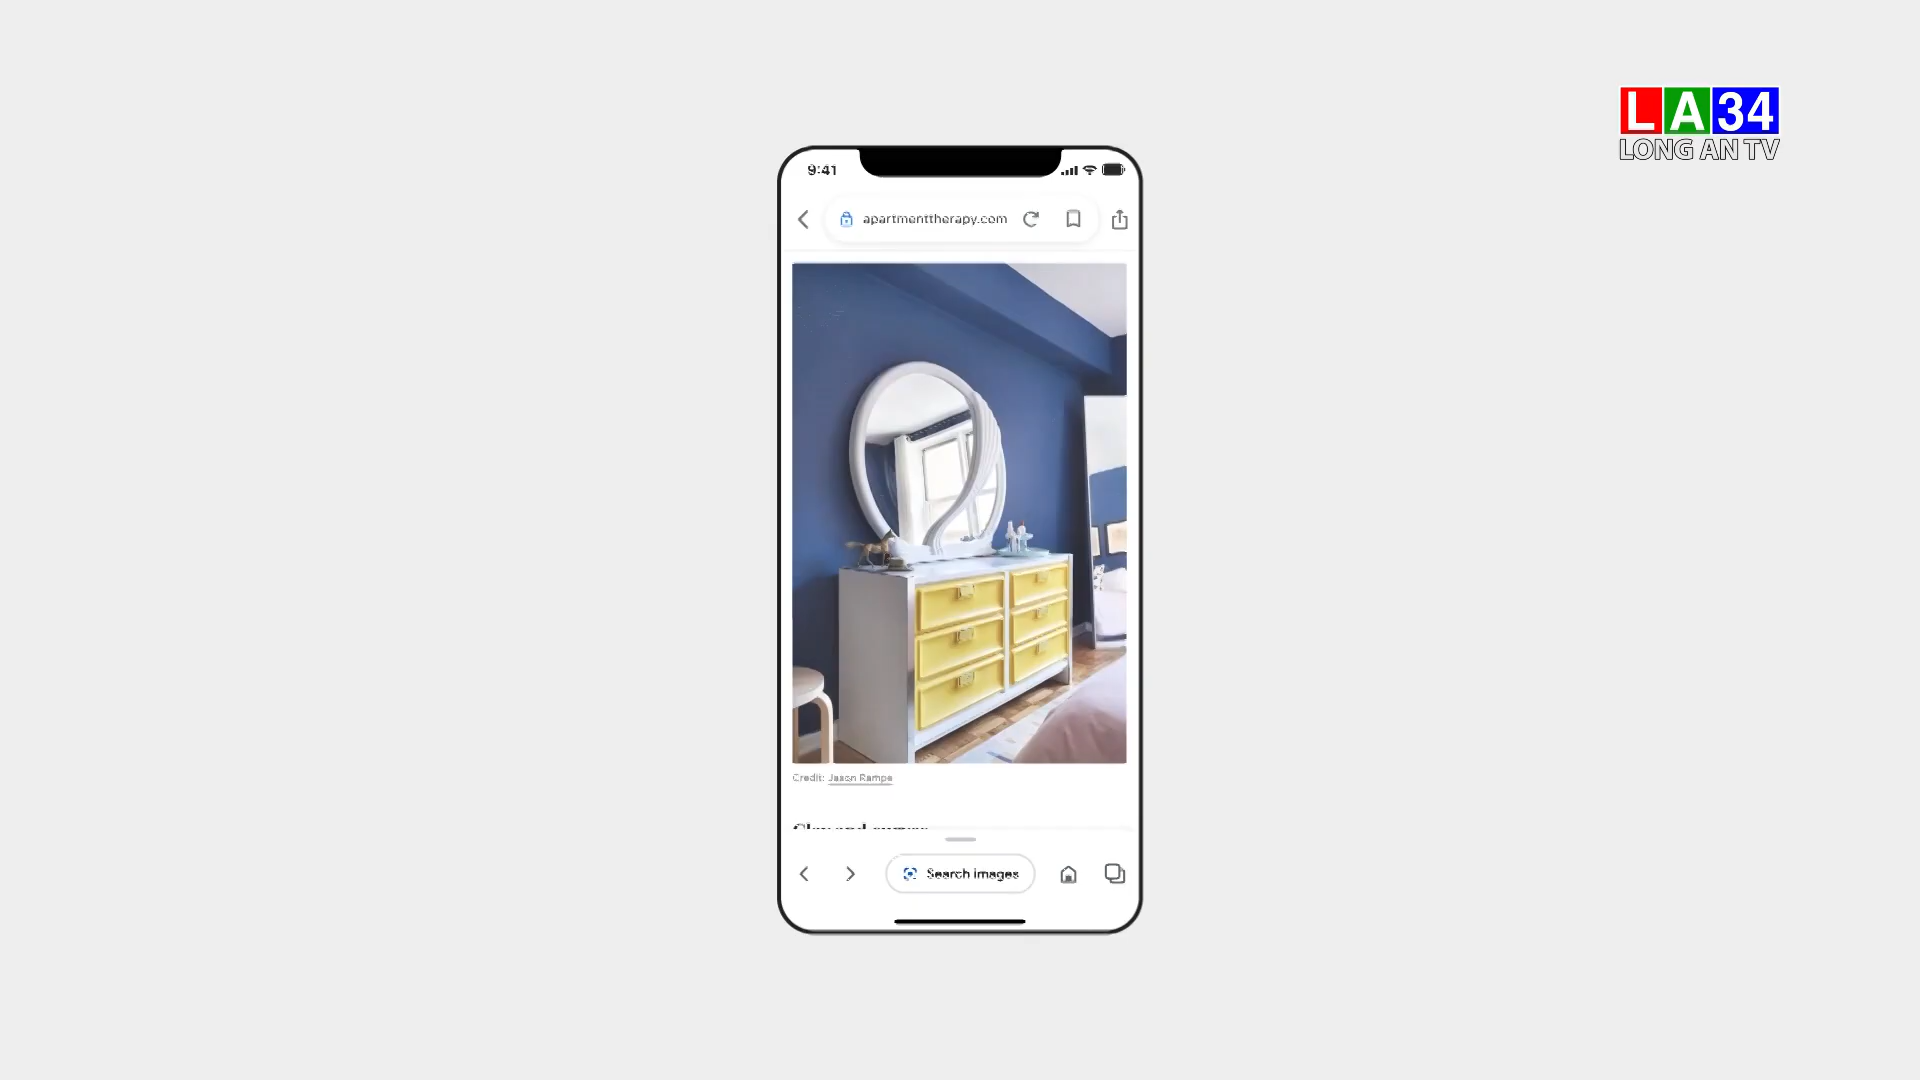 LA34
LONG AN TV
9:41
apartmenttherapy.com
Credit: Jason Rampe
Search images